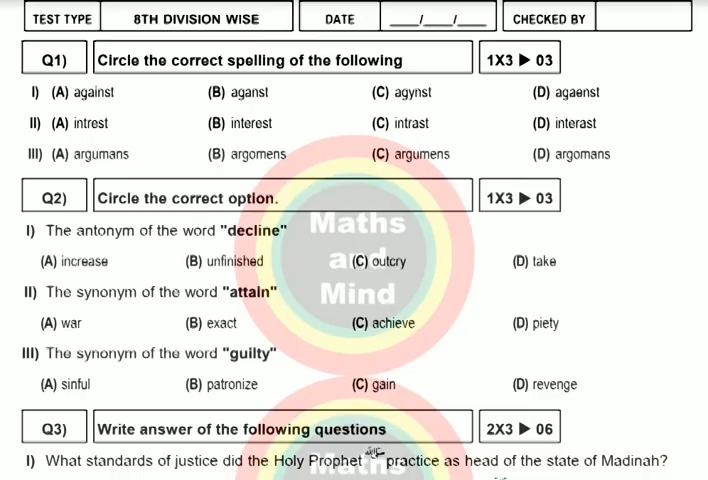 TEST TYPE 8TH DIVISION WISE DATE ___/___/___ CHECKED BY
Q1) Circle the correct spelling of the following 1X3 ▶ 03
I) (A) against (B) aganst (C) agynst (D) agaenst
II) (A) intrest (B) interest (C) intrast (D) interast
III) (A) argumans (B) argomens (C) argumens (D) argomans
Q2) Circle the correct option. 1X3 ▶ 03
I) The antonym of the word "decline"
(A) increase (B) unfinished (C) outcry (D) take
II) The synonym of the word "attain"
(A) war (B) exact (C) achieve (D) piety
III) The synonym of the word "guilty"
(A) sinful (B) patronize (C) gain (D) revenge
Q3) Write answer of the following questions 2X3 ▶ 06
I) What standards of justice did the Holy Prophet ﷺ practice as head of the state of Madinah?
Maths
and
Mind
Maths